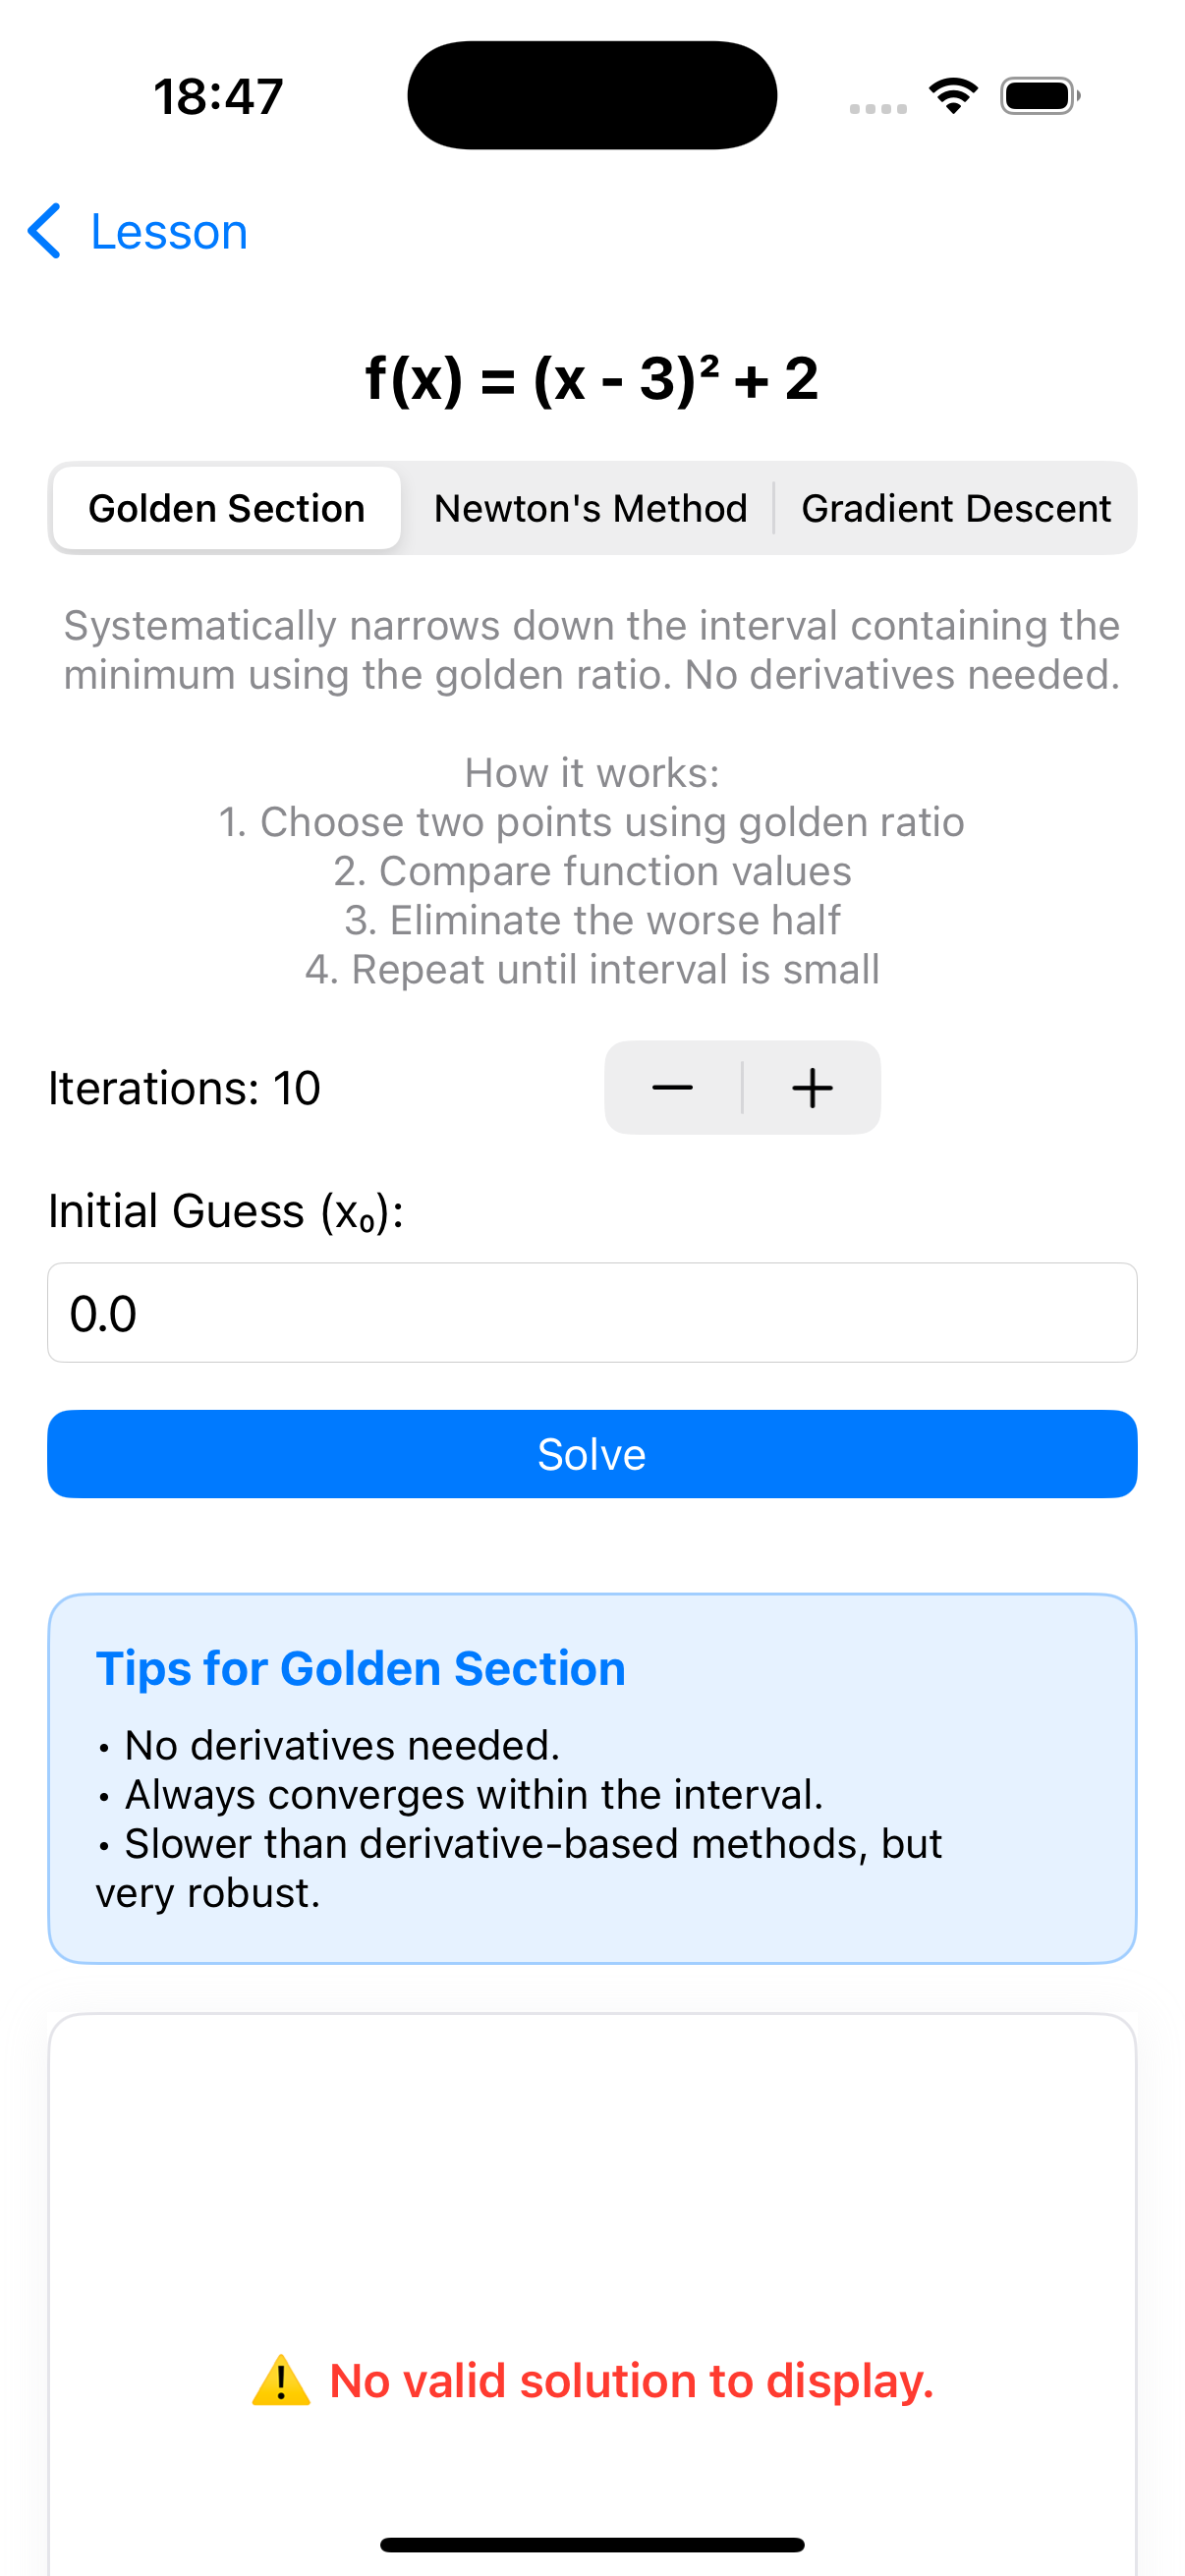 18:47
Lesson
f(x) = (x - 3)² + 2
Golden Section
Newton's Method
Gradient Descent
Systematically narrows down the interval containing the
minimum using the golden ratio. No derivatives needed.
How it works:
1. Choose two points using golden ratio
2. Compare function values
3. Eliminate the worse half
4. Repeat until interval is small
Iterations: 10
Initial Guess (x₀):
0.0
Solve
Tips for Golden Section
• No derivatives needed.
• Always converges within the interval.
• Slower than derivative-based methods, but
very robust.
⚠️ No valid solution to display.